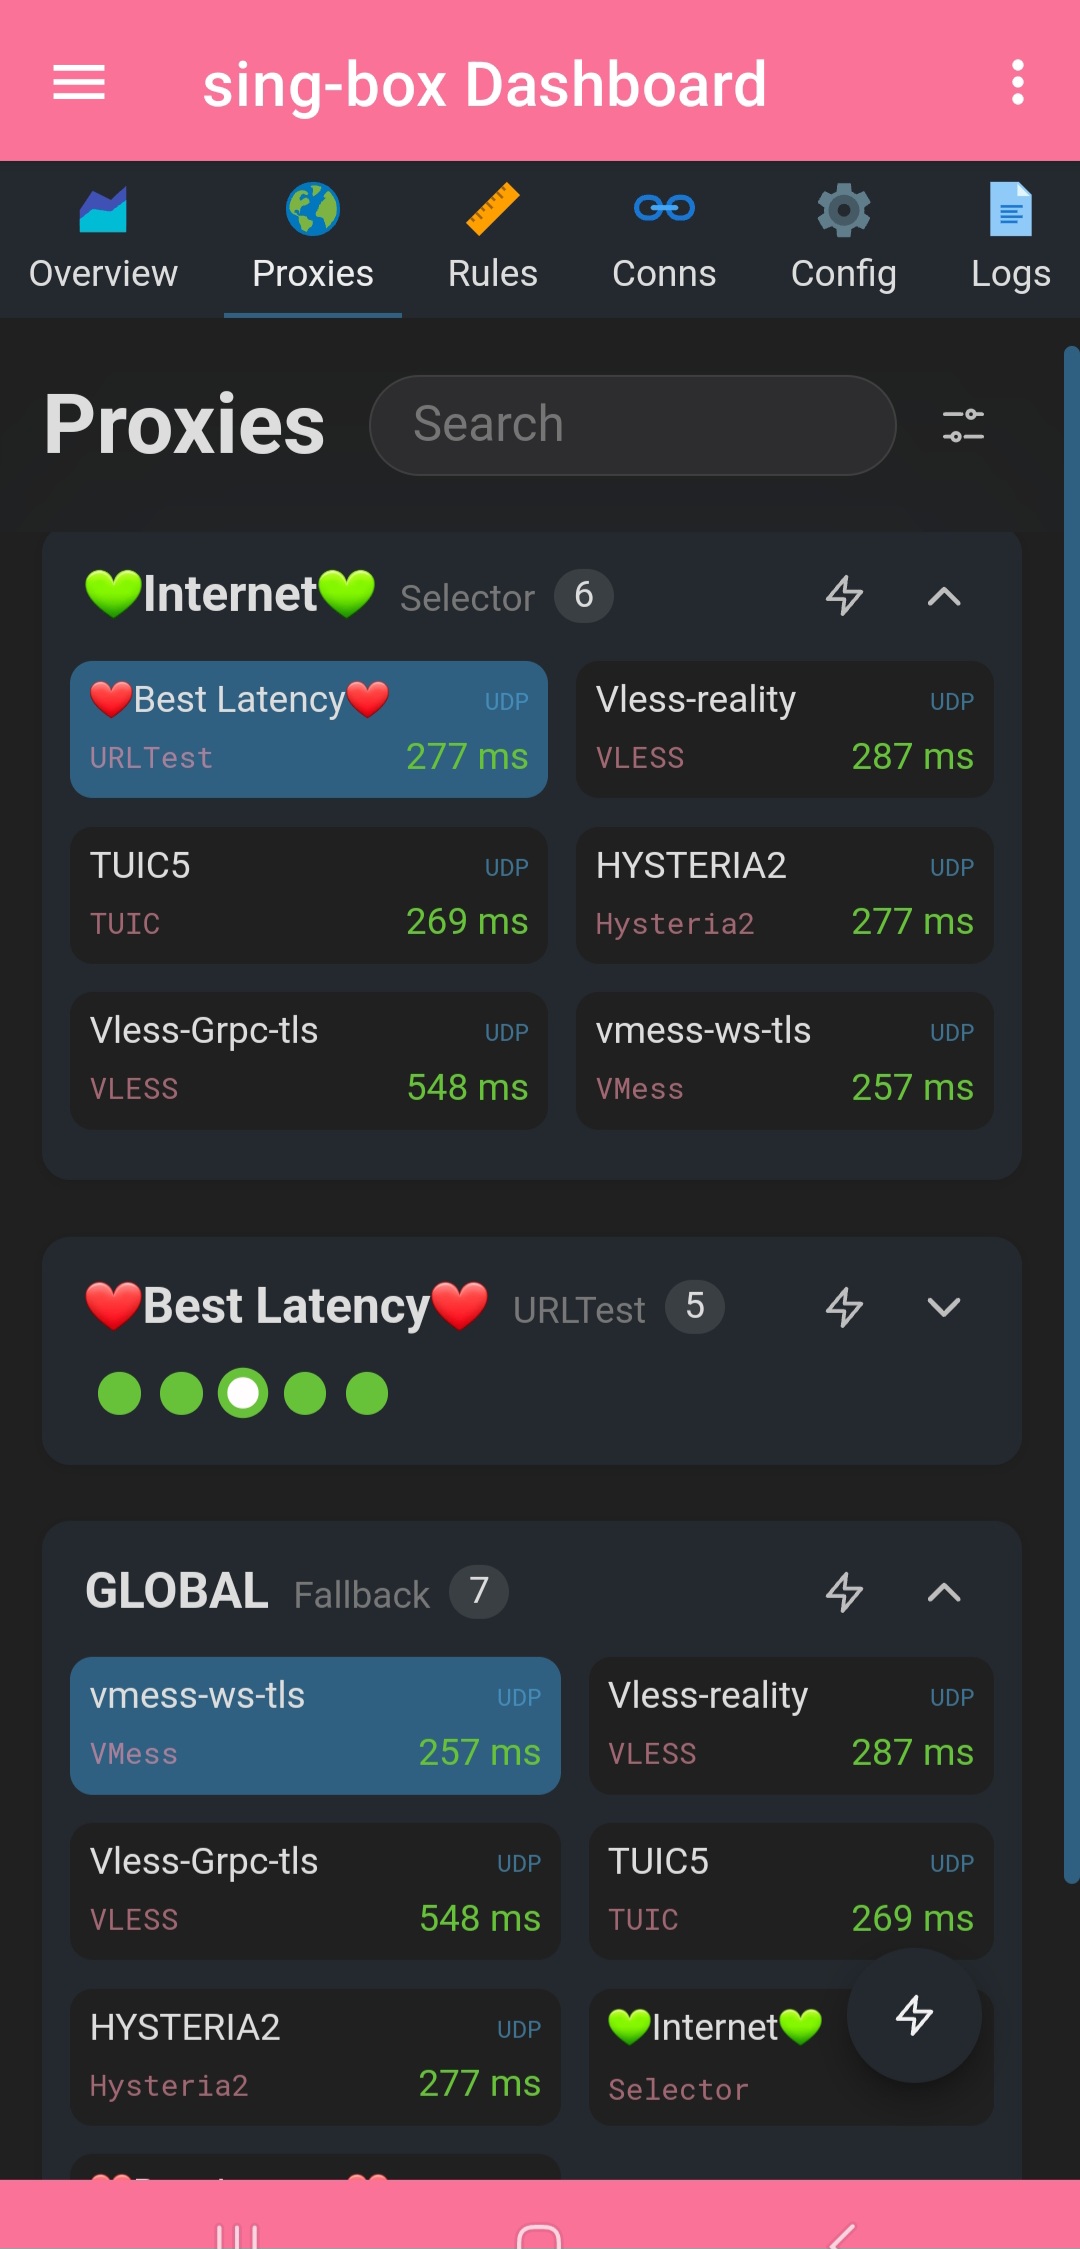 sing-box Dashboard
Overview Proxies Rules Conns Config Logs
Proxies Search
💚Internet💚 Selector 6
❤️Best Latency❤️ UDP
URLTest 277 ms
Vless-reality UDP
VLESS 287 ms
TUIC5 UDP
TUIC 269 ms
HYSTERIA2 UDP
Hysteria2 277 ms
Vless-Grpc-tls UDP
VLESS 548 ms
vmess-ws-tls UDP
VMess 257 ms
❤️Best Latency❤️ URLTest 5
GLOBAL Fallback 7
vmess-ws-tls UDP
VMess 257 ms
Vless-reality UDP
VLESS 287 ms
Vless-Grpc-tls UDP
VLESS 548 ms
TUIC5 UDP
TUIC 269 ms
HYSTERIA2 UDP
Hysteria2 277 ms
💚Internet💚
Selector